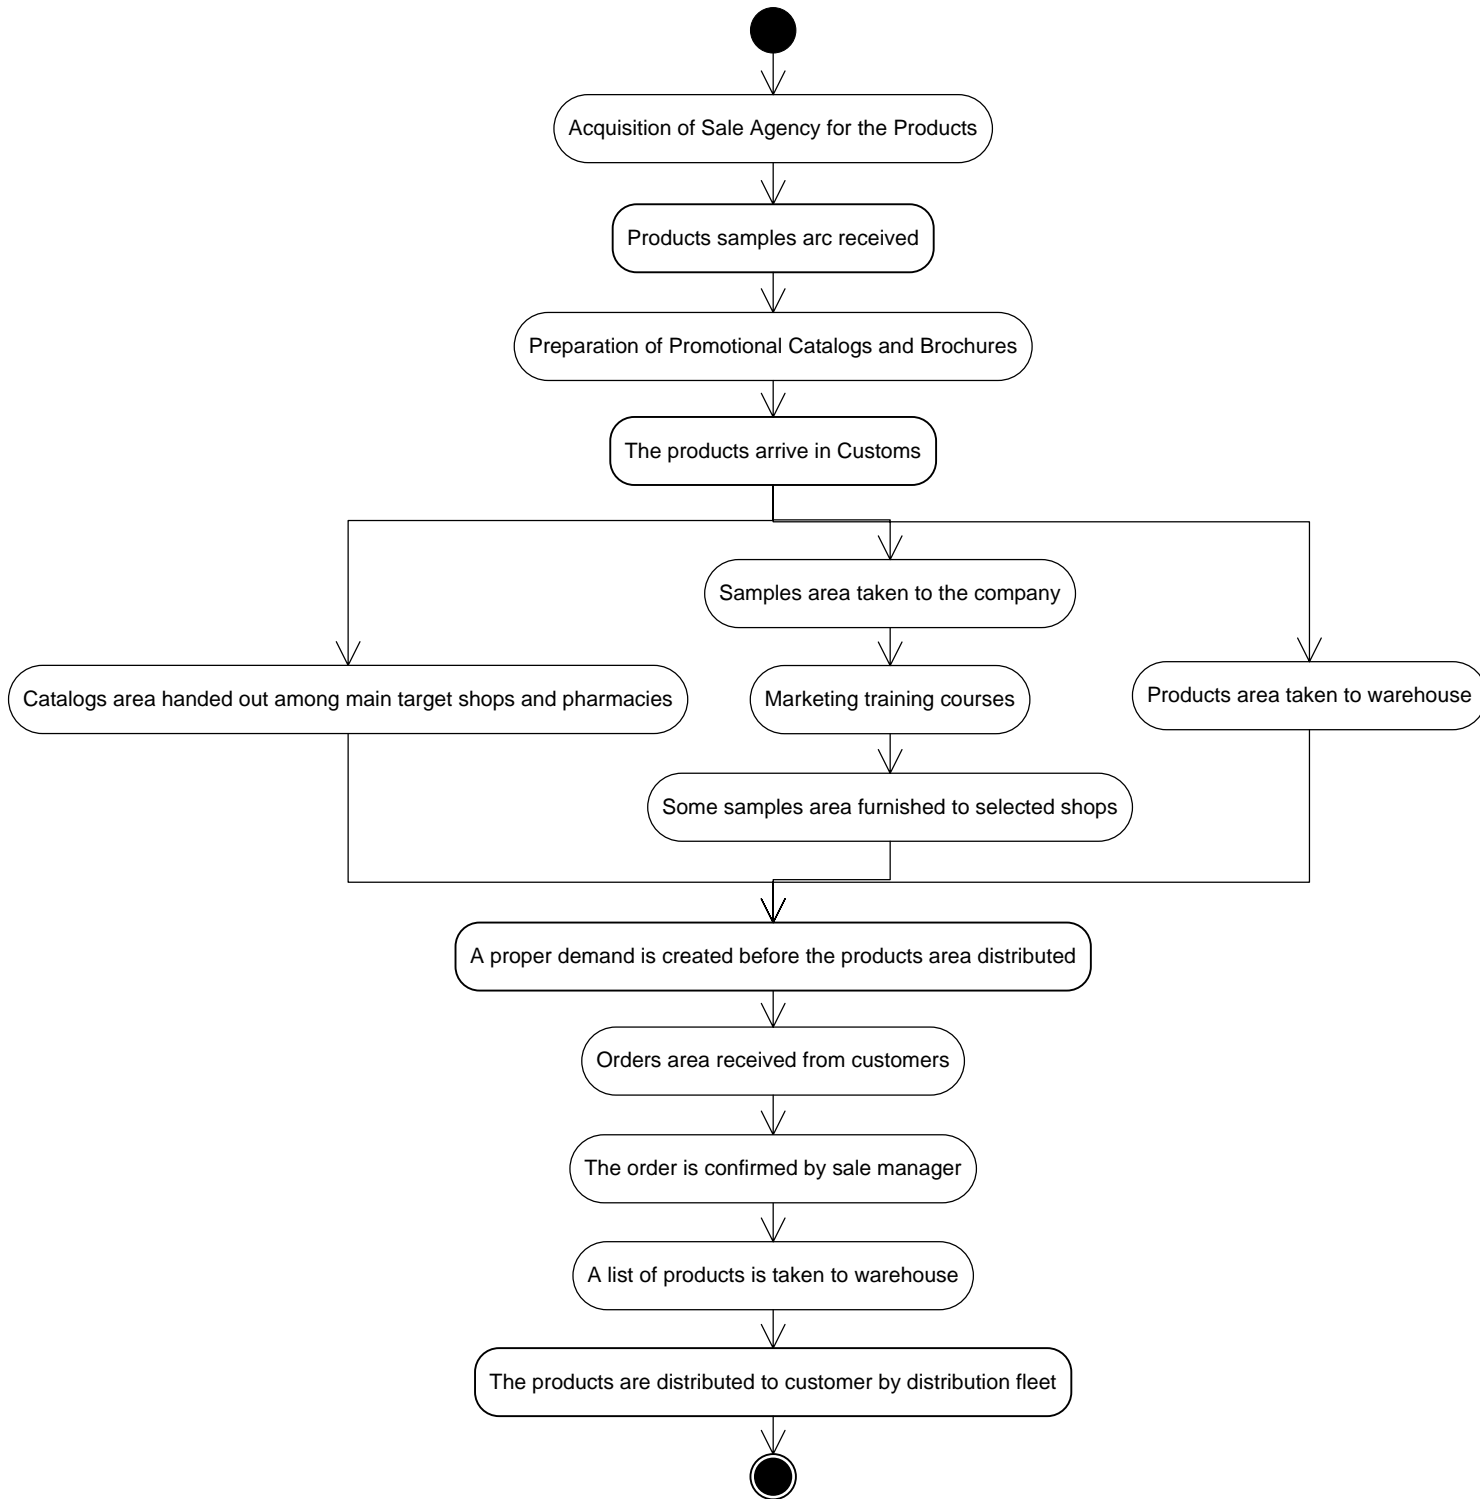 Acquisition of Sale Agency for the Products
Products samples arc received
Preparation of Promotional Catalogs and Brochures
The products arrive in Customs
Samples area taken to the company
Catalogs area handed out among main target shops and pharmacies
Marketing training courses
Products area taken to warehouse
Some samples area furnished to selected shops
A proper demand is created before the products area distributed
Orders area received from customers
The order is confirmed by sale manager
A list of products is taken to warehouse
The products are distributed to customer by distribution fleet